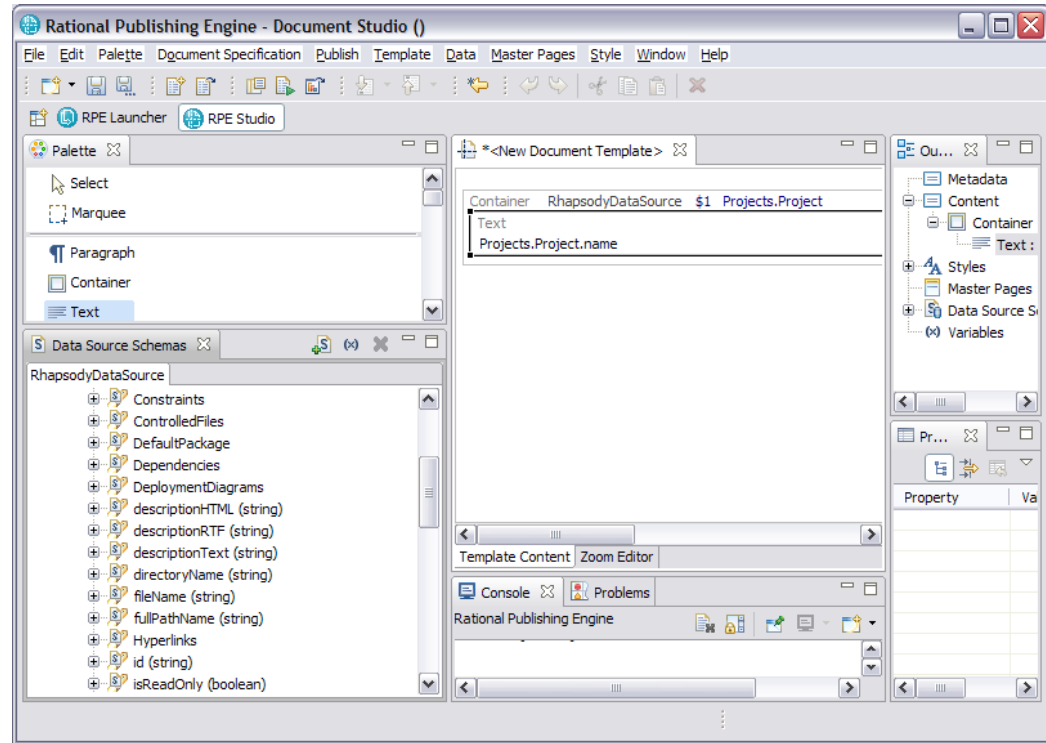 Rational Publishing Engine - Document Studio ()
File Edit Palette Document Specification Publish Template Data Master Pages Style Window Help
RPE Launcher RPE Studio
Palette
Select
Marquee
Paragraph
Container
Text
Data Source Schemas
RhapsodyDataSource
Constraints
ControlledFiles
DefaultPackage
Dependencies
DeploymentDiagrams
descriptionHTML (string)
descriptionRTF (string)
descriptionText (string)
directoryName (string)
fileName (string)
fullPathName (string)
Hyperlinks
id (string)
isReadOnly (boolean)
*<New Document Template>
Container RhapsodyDataSource $1 Projects.Project
Text
Projects.Project.name
Template Content Zoom Editor
Console Problems
Rational Publishing Engine
Ou...
Metadata
Content
Container
Text :
Styles
Master Pages
Data Source S
(x) Variables
Pr...
Property Va